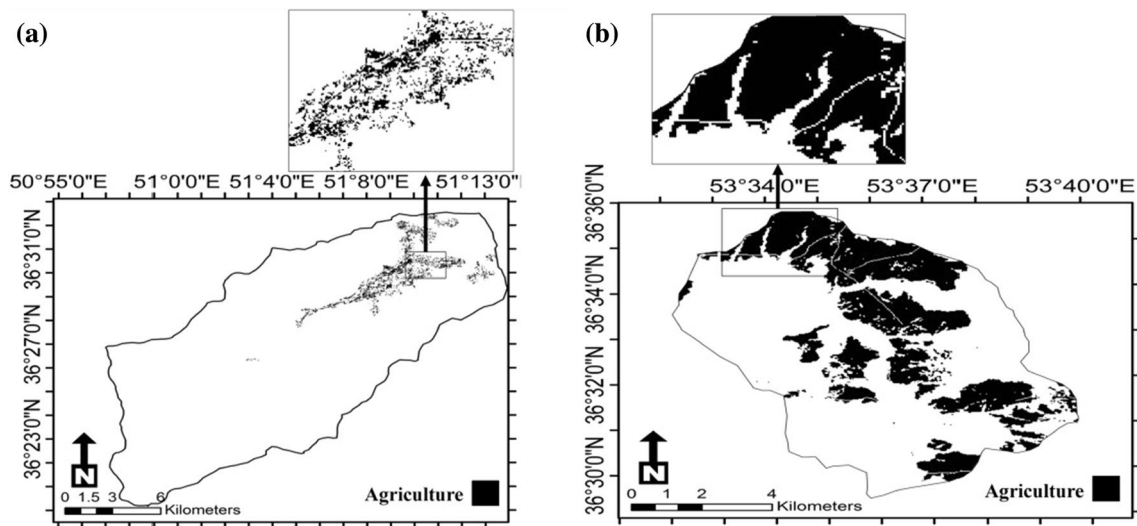 (a)
50°55'0"E 51°0'0"E 51°4'0"E 51°8'0"E 51°13'0"E
36°31'0"N
36°27'0"N
36°23'0"N
N
0 1.5 3 6
Kilometers
Agriculture
(b)
53°34'0"E 53°37'0"E 53°40'0"E
36°36'0"N
36°34'0"N
36°32'0"N
36°30'0"N
N
0 1 2 4
Kilometers
Agriculture